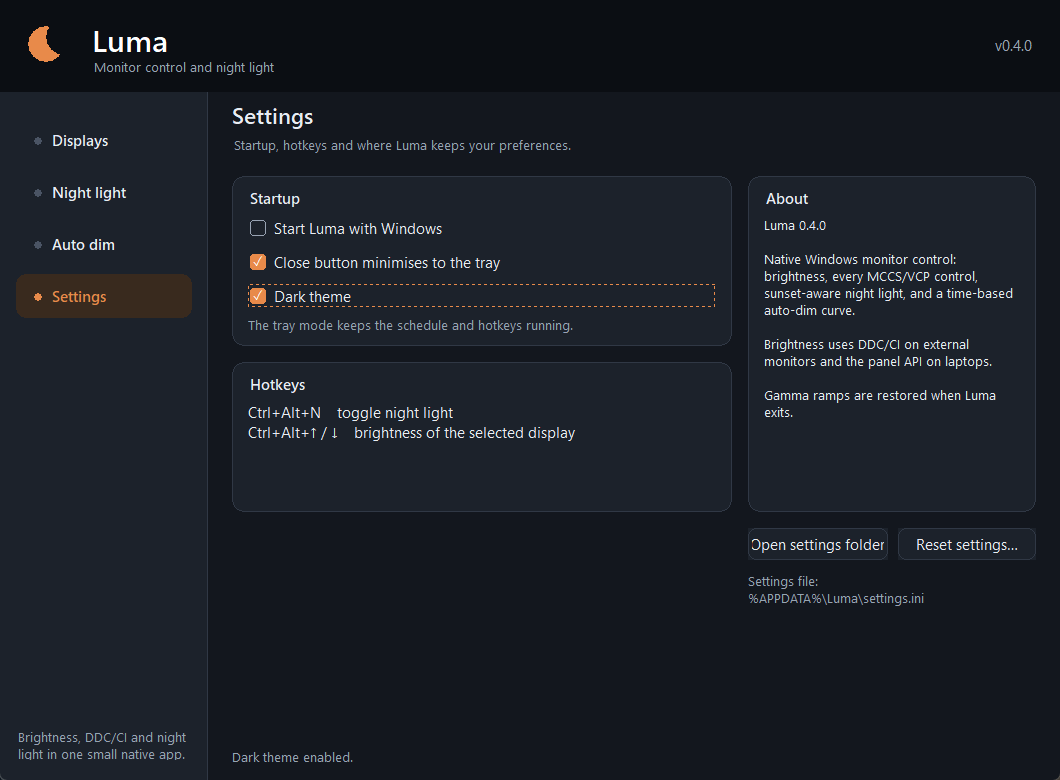 Luma
Monitor control and night light
v0.4.0
Displays
Night light
Auto dim
Settings
Brightness, DDC/CI and night
light in one small native app.
Settings
Startup, hotkeys and where Luma keeps your preferences.
Startup
Start Luma with Windows
Close button minimises to the tray
Dark theme
The tray mode keeps the schedule and hotkeys running.
Hotkeys
Ctrl+Alt+N toggle night light
Ctrl+Alt+↑ / ↓ brightness of the selected display
About
Luma 0.4.0
Native Windows monitor control:
brightness, every MCCS/VCP control,
sunset-aware night light, and a time-based
auto-dim curve.
Brightness uses DDC/CI on external
monitors and the panel API on laptops.
Gamma ramps are restored when Luma
exits.
Open settings folder
Reset settings...
Settings file:
%APPDATA%\Luma\settings.ini
Dark theme enabled.